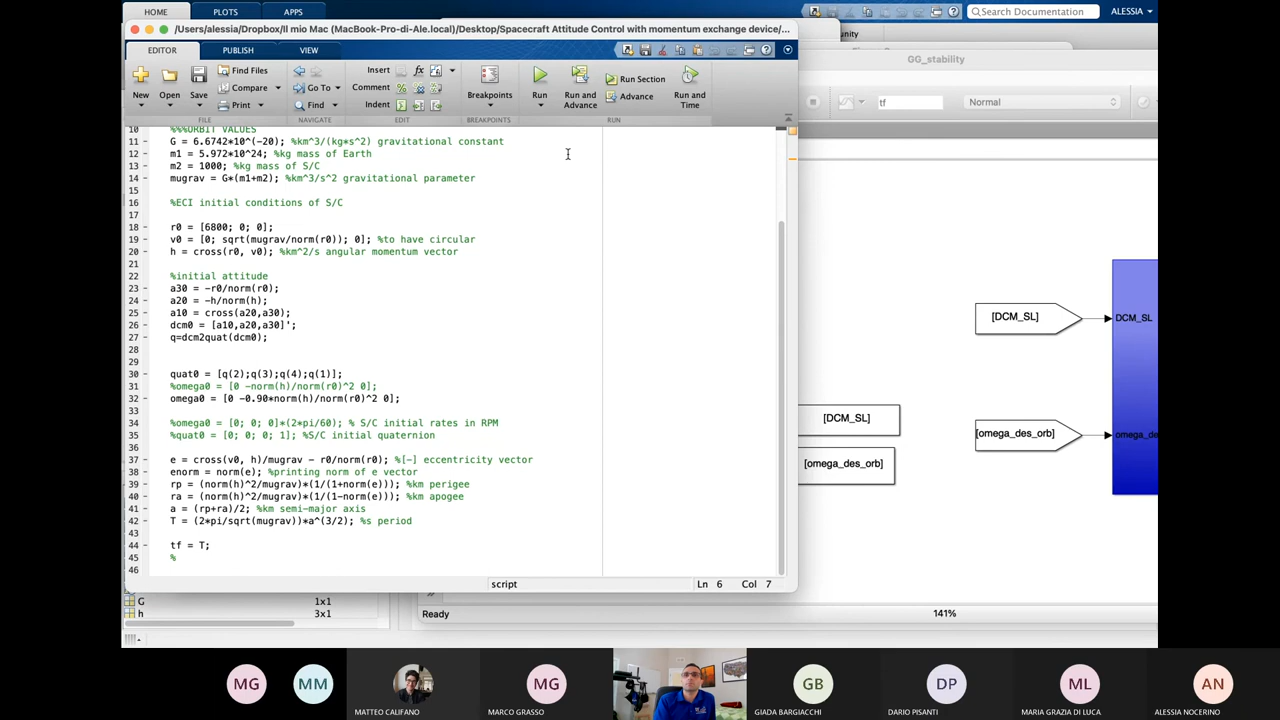 HOME PLOTS APPS
Search Documentation ALESSIA
/Users/alessia/Dropbox/Il mio Mac (MacBook-Pro-di-Ale.local)/Desktop/Spacecraft Attitude Control with momentum exchange device/...
unity
GG_stability
EDITOR PUBLISH VIEW
New Open Save
Find Files
Compare
Print
Go To
Find
Insert
Comment
Indent
fx
Breakpoints
Run
Run and Advance
Run Section
Advance
Run and Time
FILE NAVIGATE EDIT BREAKPOINTS RUN
tf
Normal
10 %%%ORBIT VALUES
11 - G = 6.6742*10^(-20); %km^3/(kg*s^2) gravitational constant
12 - m1 = 5.972*10^24; %kg mass of Earth
13 - m2 = 1000; %kg mass of S/C
14 - mugrav = G*(m1+m2); %km^3/s^2 gravitational parameter
15
16 %ECI initial conditions of S/C
17
18 - r0 = [6800; 0; 0];
19 - v0 = [0; sqrt(mugrav/norm(r0)); 0]; %to have circular
20 - h = cross(r0, v0); %km^2/s angular momentum vector
21
22 %initial attitude
23 - a30 = -r0/norm(r0);
24 - a20 = -h/norm(h);
25 - a10 = cross(a20,a30);
26 - dcm0 = [a10,a20,a30]';
27 - q=dcm2quat(dcm0);
28
29
30 - quat0 = [q(2);q(3);q(4);q(1)];
31 %omega0 = [0 -norm(h)/norm(r0)^2 0];
32 - omega0 = [0 -0.90*norm(h)/norm(r0)^2 0];
33
34 %omega0 = [0; 0; 0]*(2*pi/60); % S/C initial rates in RPM
35 %quat0 = [0; 0; 0; 1]; %S/C initial quaternion
36
37 - e = cross(v0, h)/mugrav - r0/norm(r0); %[-] eccentricity vector
38 - enorm = norm(e); %printing norm of e vector
39 - rp = (norm(h)^2/mugrav)*(1/(1+norm(e))); %km perigee
40 - ra = (norm(h)^2/mugrav)*(1/(1-norm(e))); %km apogee
41 - a = (rp+ra)/2; %km semi-major axis
42 - T = (2*pi/sqrt(mugrav))*a^(3/2); %s period
43
44 - tf = T;
45 %
46
script Ln 6 Col 7
G 1x1
h 3x1
[DCM_SL]
DCM_SL
[DCM_SL]
[omega_des_orb]
omega_des
[omega_des_orb]
Ready 141%
MG MM MG GB DP ML AN
MATTEO CALIFANO MARCO GRASSO GIADA BARGIACCHI DARIO PISANTI MARIA GRAZIA DI LUCA ALESSIA NOCERINO